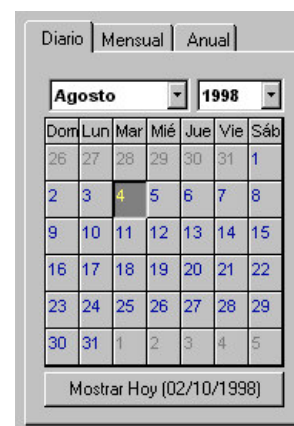 Diario Mensual Anual
Agosto 1998
Dom Lun Mar Mié Jue Vie Sáb
26 27 28 29 30 31 1
2 3 4 5 6 7 8
9 10 11 12 13 14 15
16 17 18 19 20 21 22
23 24 25 26 27 28 29
30 31 1 2 3 4 5
Mostrar Hoy (02/10/1998)